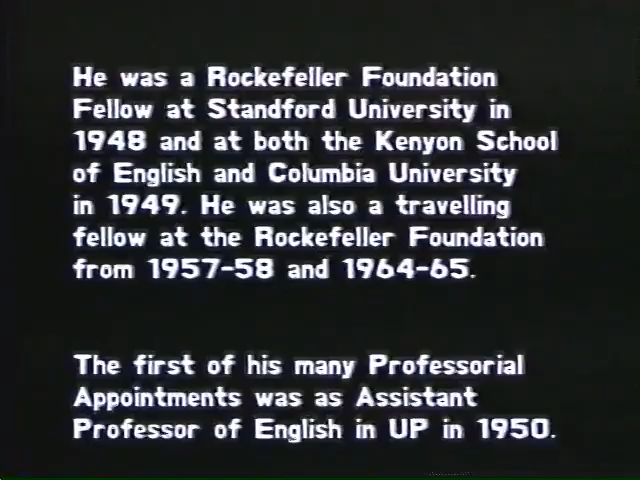 He was a Rockefeller Foundation
Fellow at Standford University in
1948 and at both the Kenyon School
of English and Columbia University
in 1949. He was also a travelling
fellow at the Rockefeller Foundation
from 1957-58 and 1964-65.
The first of his many Professorial
Appointments was as Assistant
Professor of English in UP in 1950.